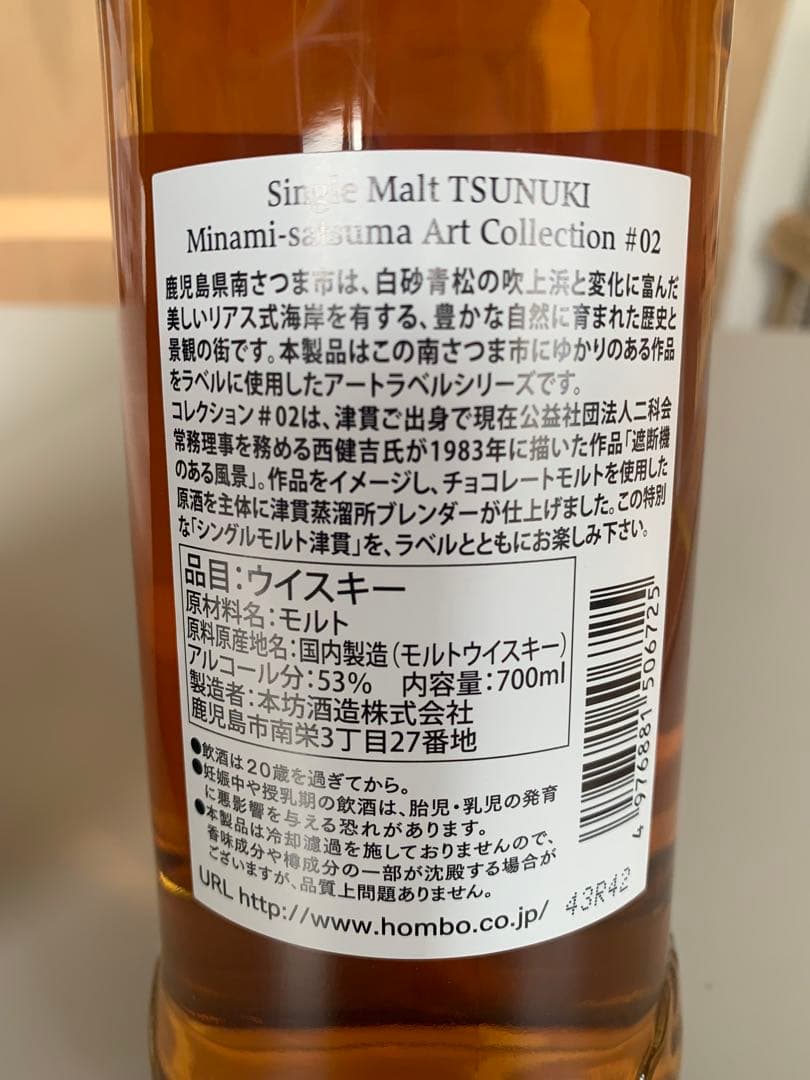 Single Malt TSUNUKI
Minami-satsuma Art Collection #02
鹿児島県南さつま市は、白砂青松の吹上浜と変化に富んだ
美しいリアス式海岸を有する、豊かな自然に育まれた歴史と
景観の街です。本製品はこの南さつま市にゆかりのある作品
をラベルに使用したアートラベルシリーズです。
コレクション#02は、津貫ご出身で現在公益社団法人二科会
常務理事を務める西健吉氏が1983年に描いた作品「遮断機
のある風景」。作品をイメージし、チョコレートモルトを使用した
原酒を主体に津貫蒸溜所ブレンダーが仕上げました。この特別
な「シングルモルト津貫」を、ラベルとともにお楽しみ下さい。
品目:ウイスキー
原材料名:モルト
原料原産地名:国内製造(モルトウイスキー)
アルコール分:53% 内容量:700ml
製造者:本坊酒造株式会社
鹿児島市南栄3丁目27番地
●飲酒は20歳を過ぎてから。
●妊娠中や授乳期の飲酒は、胎児・乳児の発育
に悪影響を与える恐れがあります。
●本製品は冷却濾過を施しておりませんので、
香味成分や樽成分の一部が沈殿する場合が
ございますが、品質上問題ありません。
URL http://www.hombo.co.jp/
43R42
4 976881 506725